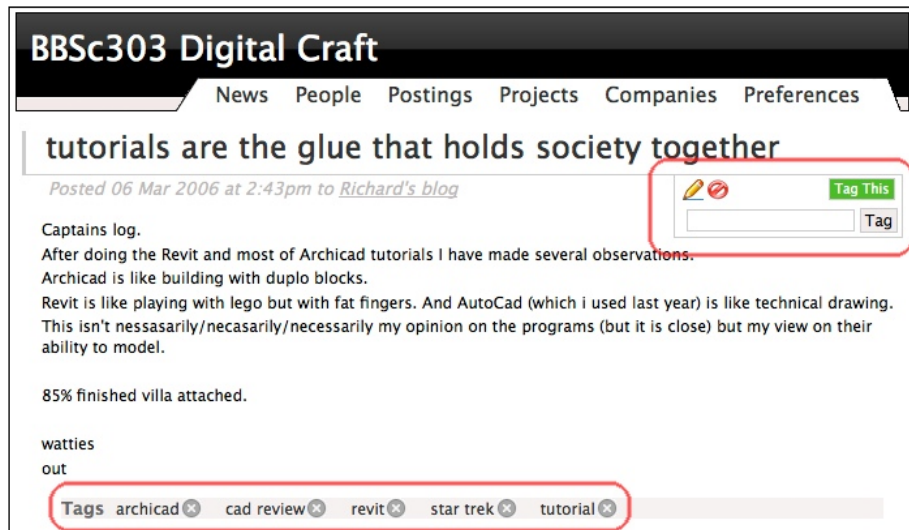 BBSc303 Digital Craft
News People Postings Projects Companies Preferences
tutorials are the glue that holds society together
Posted 06 Mar 2006 at 2:43pm to Richard's blog
Tag This
Tag
Captains log.
After doing the Revit and most of Archicad tutorials I have made several observations.
Archicad is like building with duplo blocks.
Revit is like playing with lego but with fat fingers. And AutoCad (which i used last year) is like technical drawing.
This isn't nessasarily/necasarily/necessarily my opinion on the programs (but it is close) but my view on their
ability to model.
85% finished villa attached.
watties
out
Tags archicad cad review revit star trek tutorial